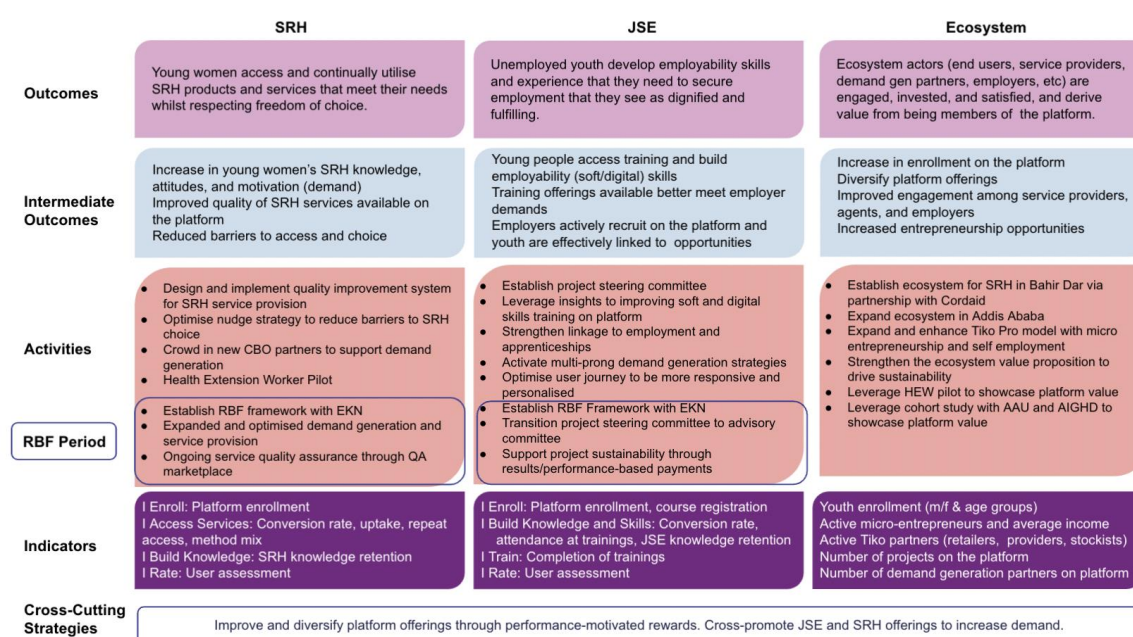 SRH
JSE
Ecosystem
Outcomes
Young women access and continually utilise
SRH products and services that meet their needs
whilst respecting freedom of choice.
Unemployed youth develop employability skills
and experience that they need to secure
employment that they see as dignified and
fulfilling.
Ecosystem actors (end users, service providers,
demand gen partners, employers, etc) are
engaged, invested, and satisfied, and derive
value from being members of the platform.
Intermediate
Outcomes
Increase in young women's SRH knowledge,
attitudes, and motivation (demand)
Improved quality of SRH services available on
the platform
Reduced barriers to access and choice
Young people access training and build
employability (soft/digital) skills
Training offerings available better meet employer
demands
Employers actively recruit on the platform and
youth are effectively linked to opportunities
Increase in enrollment on the platform
Diversify platform offerings
Improved engagement among service providers,
agents, and employers
Increased entrepreneurship opportunities
Activities
● Design and implement quality improvement system
for SRH service provision
● Optimise nudge strategy to reduce barriers to SRH
choice
● Crowd in new CBO partners to support demand
generation
● Health Extension Worker Pilot
● Establish project steering committee
● Leverage insights to improving soft and digital
skills training on platform
● Strengthen linkage to employment and
apprenticeships
● Activate multi-prong demand generation strategies
● Optimise user journey to be more responsive and
personalised
● Establish ecosystem for SRH in Bahir Dar via
partnership with Cordaid
● Expand ecosystem in Addis Ababa
● Expand and enhance Tiko Pro model with micro
entrepreneurship and self employment
● Strengthen the ecosystem value proposition to
drive sustainability
● Leverage HEW pilot to showcase platform value
● Leverage cohort study with AAU and AIGHD to
showcase platform value
RBF Period
● Establish RBF framework with EKN
● Expanded and optimised demand generation and
service provision
● Ongoing service quality assurance through QA
marketplace
● Establish RBF Framework with EKN
● Transition project steering committee to advisory
committee
● Support project sustainability through
results/performance-based payments
Indicators
I Enroll: Platform enrollment
I Access Services: Conversion rate, uptake, repeat
access, method mix
I Build Knowledge: SRH knowledge retention
I Rate: User assessment
I Enroll: Platform enrollment, course registration
I Build Knowledge and Skills: Conversion rate,
attendance at trainings, JSE knowledge retention
I Train: Completion of trainings
I Rate: User assessment
Youth enrollment (m/f & age groups)
Active micro-entrepreneurs and average income
Active Tiko partners (retailers, providers, stockists)
Number of projects on the platform
Number of demand generation partners on platform
Cross-Cutting
Strategies
Improve and diversify platform offerings through performance-motivated rewards. Cross-promote JSE and SRH offerings to increase demand.